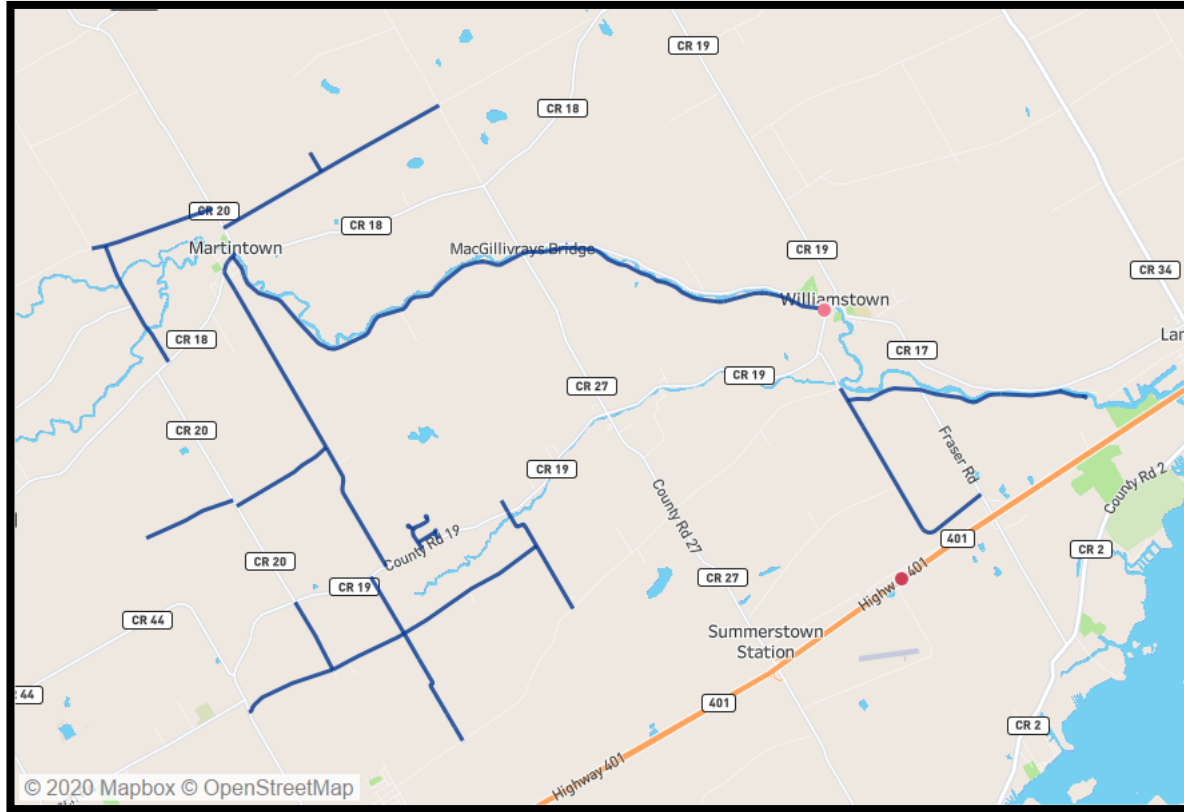 CR 19
CR 18
CR 20
CR 18
Martintown
MacGillivrays Bridge
CR 19
CR 34
Williamstown
CR 18
CR 17
Lan
CR 19
CR 27
CR 20
Fraser Rd
CR 19
County Rd 2
County Rd 27
401
County Rd 19
CR 2
CR 20
CR 19
CR 27
Highway 401
CR 44
Summerstown
Station
44
401
CR 2
Highway 401
© 2020 Mapbox © OpenStreetMap